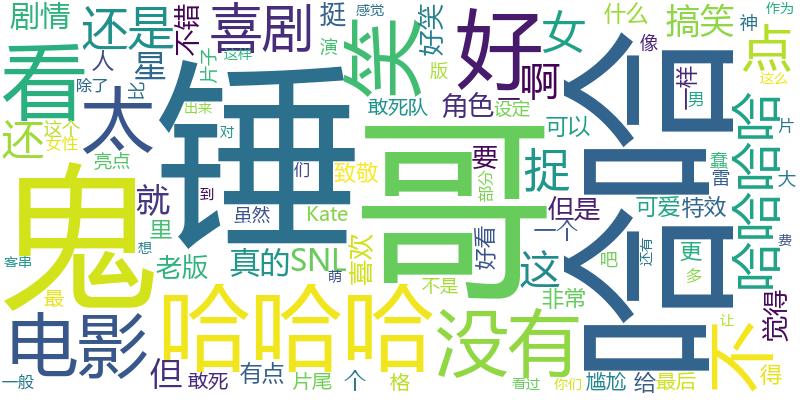 剧情
还是
喜剧
不错
挺
感觉
演
版
好笑
笑
好
女
什么
搞笑
神
作为
点
像
这么
看
人
星
片子
这样
比
除了
太
锤
哥
敢死队
角色
设定
啊
哈哈
一样
男
还
这个
女性
亮点
出来
对
就
们
致敬
要
捉
可以
哈哈哈哈
片
蠢
雷
大
鬼
里
到
虽然
Kate
部分
但是
可爱
特效
想
老版
真的
SNL
喜欢
好看
这
一个
吧
还有
更
多
费
客串
最
萌
不是
非常
觉得
电影
哈哈哈
没有
不
让
得
一般
但
敢死
有点
片尾
个
格
看过
你们
尴尬
给
最后